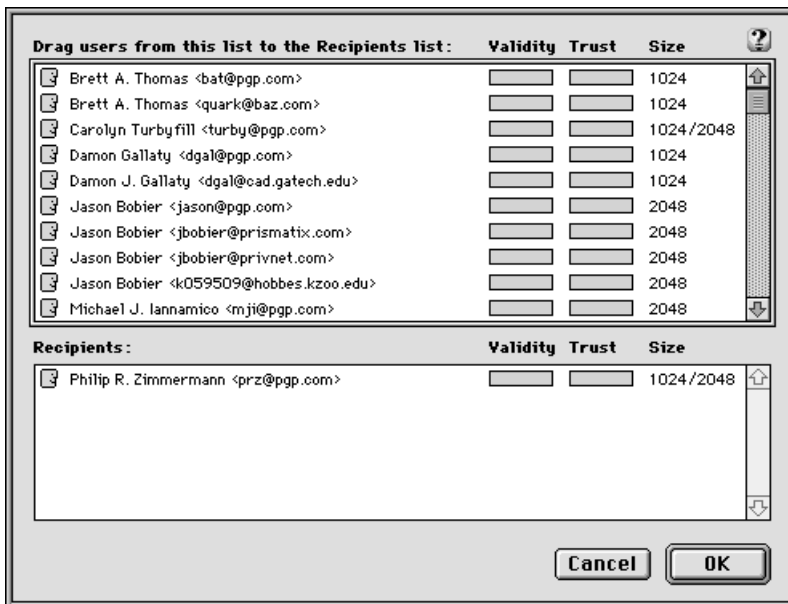 Drag users from this list to the Recipients list: Validity Trust Size ?
Brett A. Thomas <bat@pgp.com> 1024
Brett A. Thomas <quark@baz.com> 1024
Carolyn Turbyfill <turby@pgp.com> 1024/2048
Damon Gallaty <dgal@pgp.com> 1024
Damon J. Gallaty <dgal@cad.gatech.edu> 1024
Jason Bobier <jason@pgp.com> 2048
Jason Bobier <jbobier@prismatix.com> 2048
Jason Bobier <jbobier@privnet.com> 2048
Jason Bobier <k059509@hobbes.kzoo.edu> 2048
Michael J. Iannamico <mji@pgp.com> 2048
Recipients: Validity Trust Size
Philip R. Zimmermann <prz@pgp.com> 1024/2048
Cancel OK